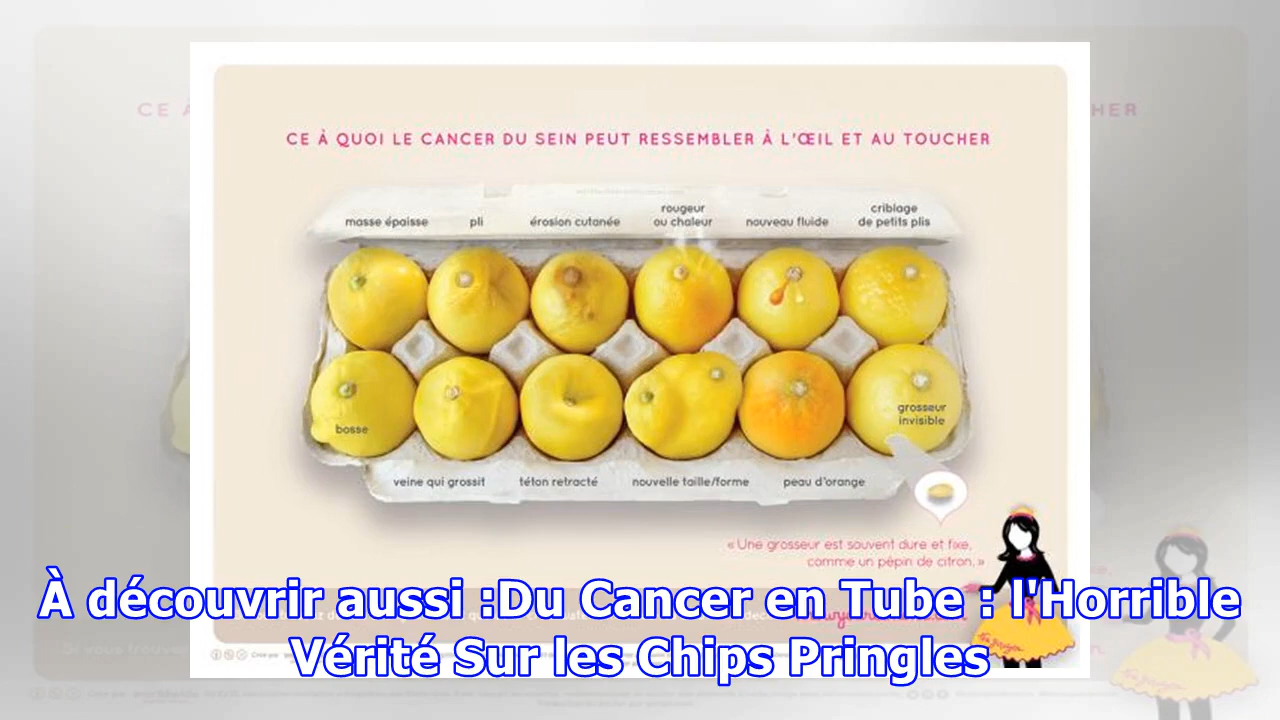 CE À QUOI LE CANCER DU SEIN PEUT RESSEMBLER À L'ŒIL ET AU TOUCHER
masse épaisse
pli
érosion cutanée
rougeur
ou chaleur
nouveau fluide
criblage
de petits plis
bosse
grosseur
invisible
veine qui grossit
téton retracté
nouvelle taille/forme
peau d'orange
« Une grosseur est souvent dure et fixe,
comme un pépin de citron. »
À découvrir aussi :Du Cancer en Tube : l'Horrible
Vérité Sur les Chips Pringles